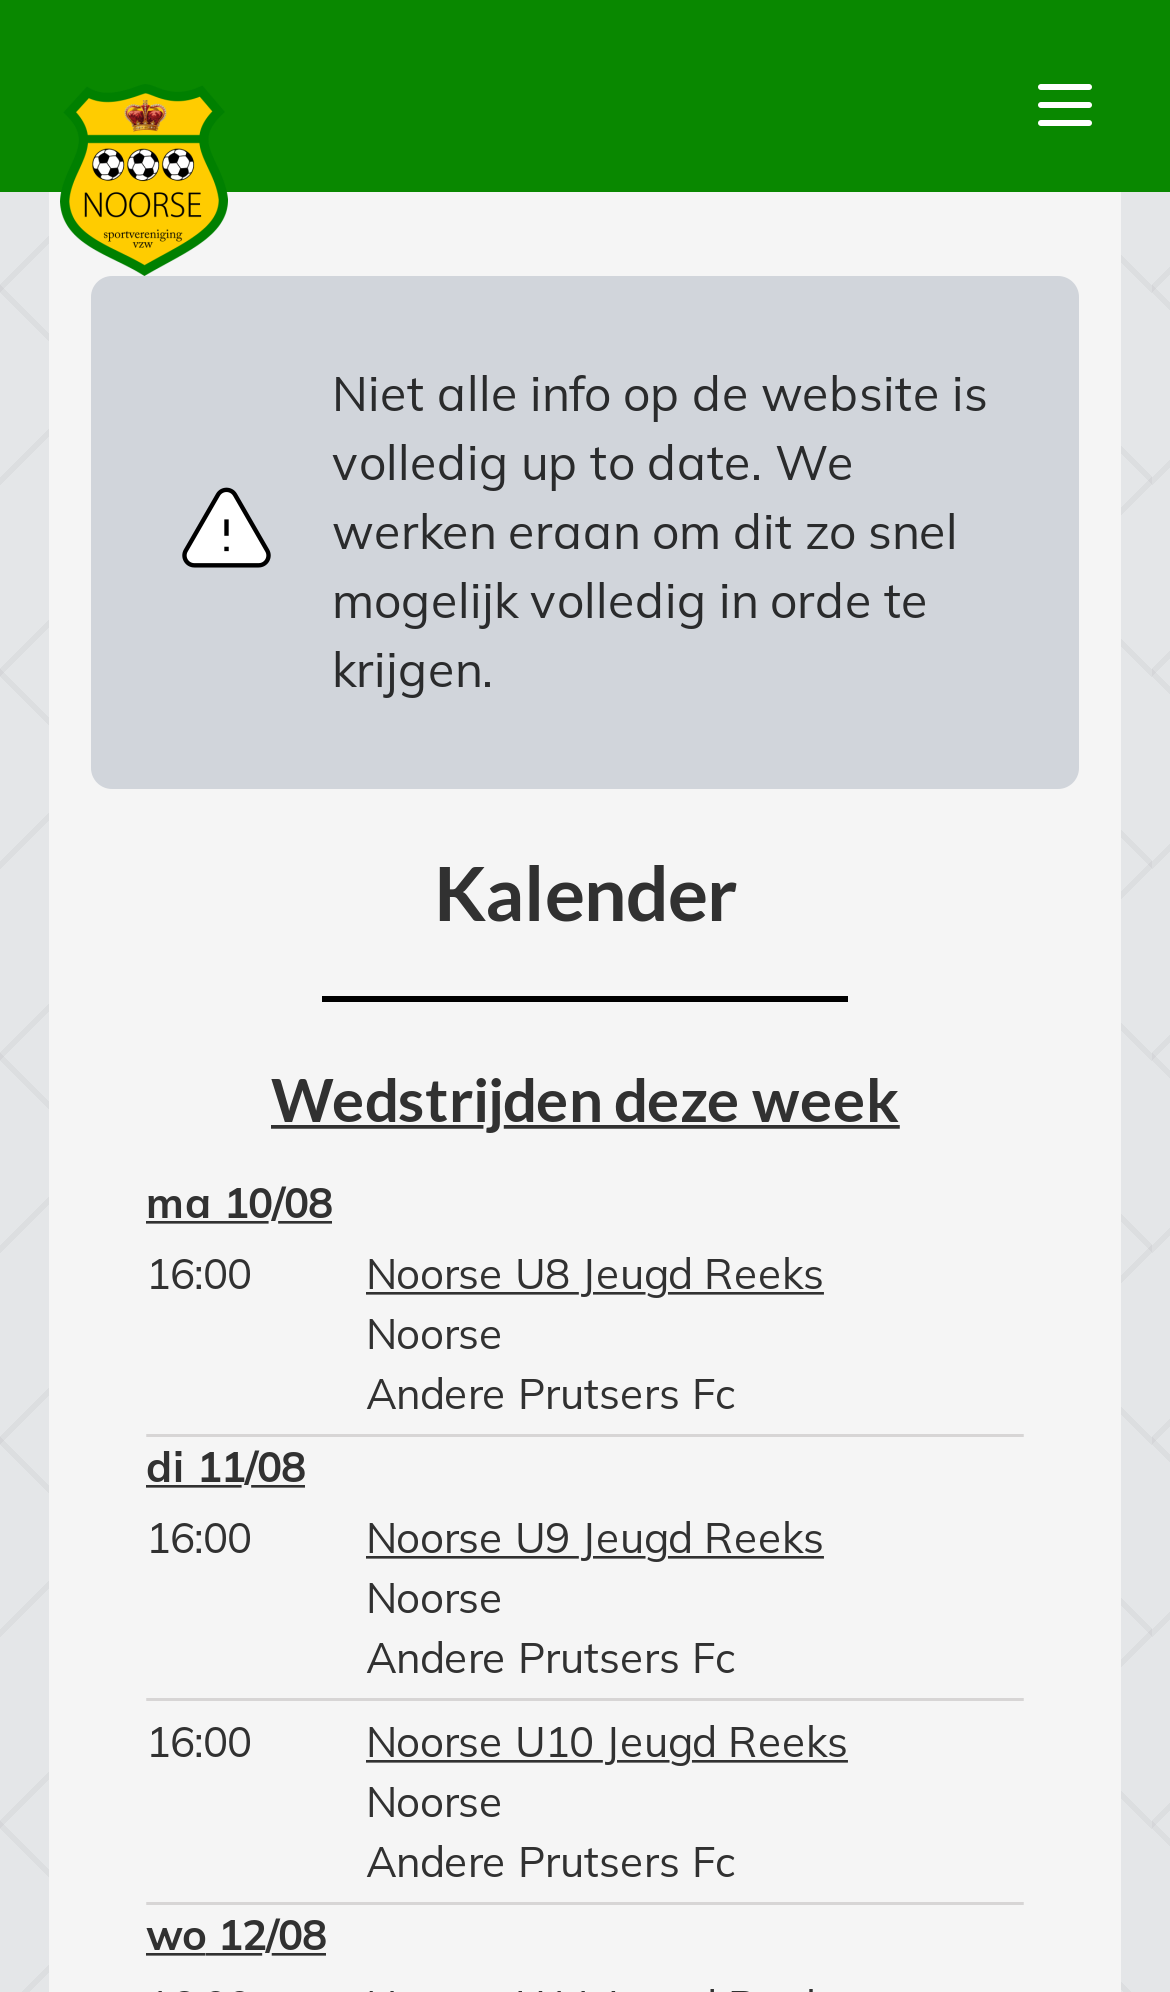 NOORSE
sportvereniging
vzw
Niet alle info op de website is
volledig up to date. We
werken eraan om dit zo snel
mogelijk volledig in orde te
krijgen.
Kalender
Wedstrijden deze week
ma 10/08
16:00 Noorse U8 Jeugd Reeks
Noorse
Andere Prutsers Fc
di 11/08
16:00 Noorse U9 Jeugd Reeks
Noorse
Andere Prutsers Fc
16:00 Noorse U10 Jeugd Reeks
Noorse
Andere Prutsers Fc
wo 12/08